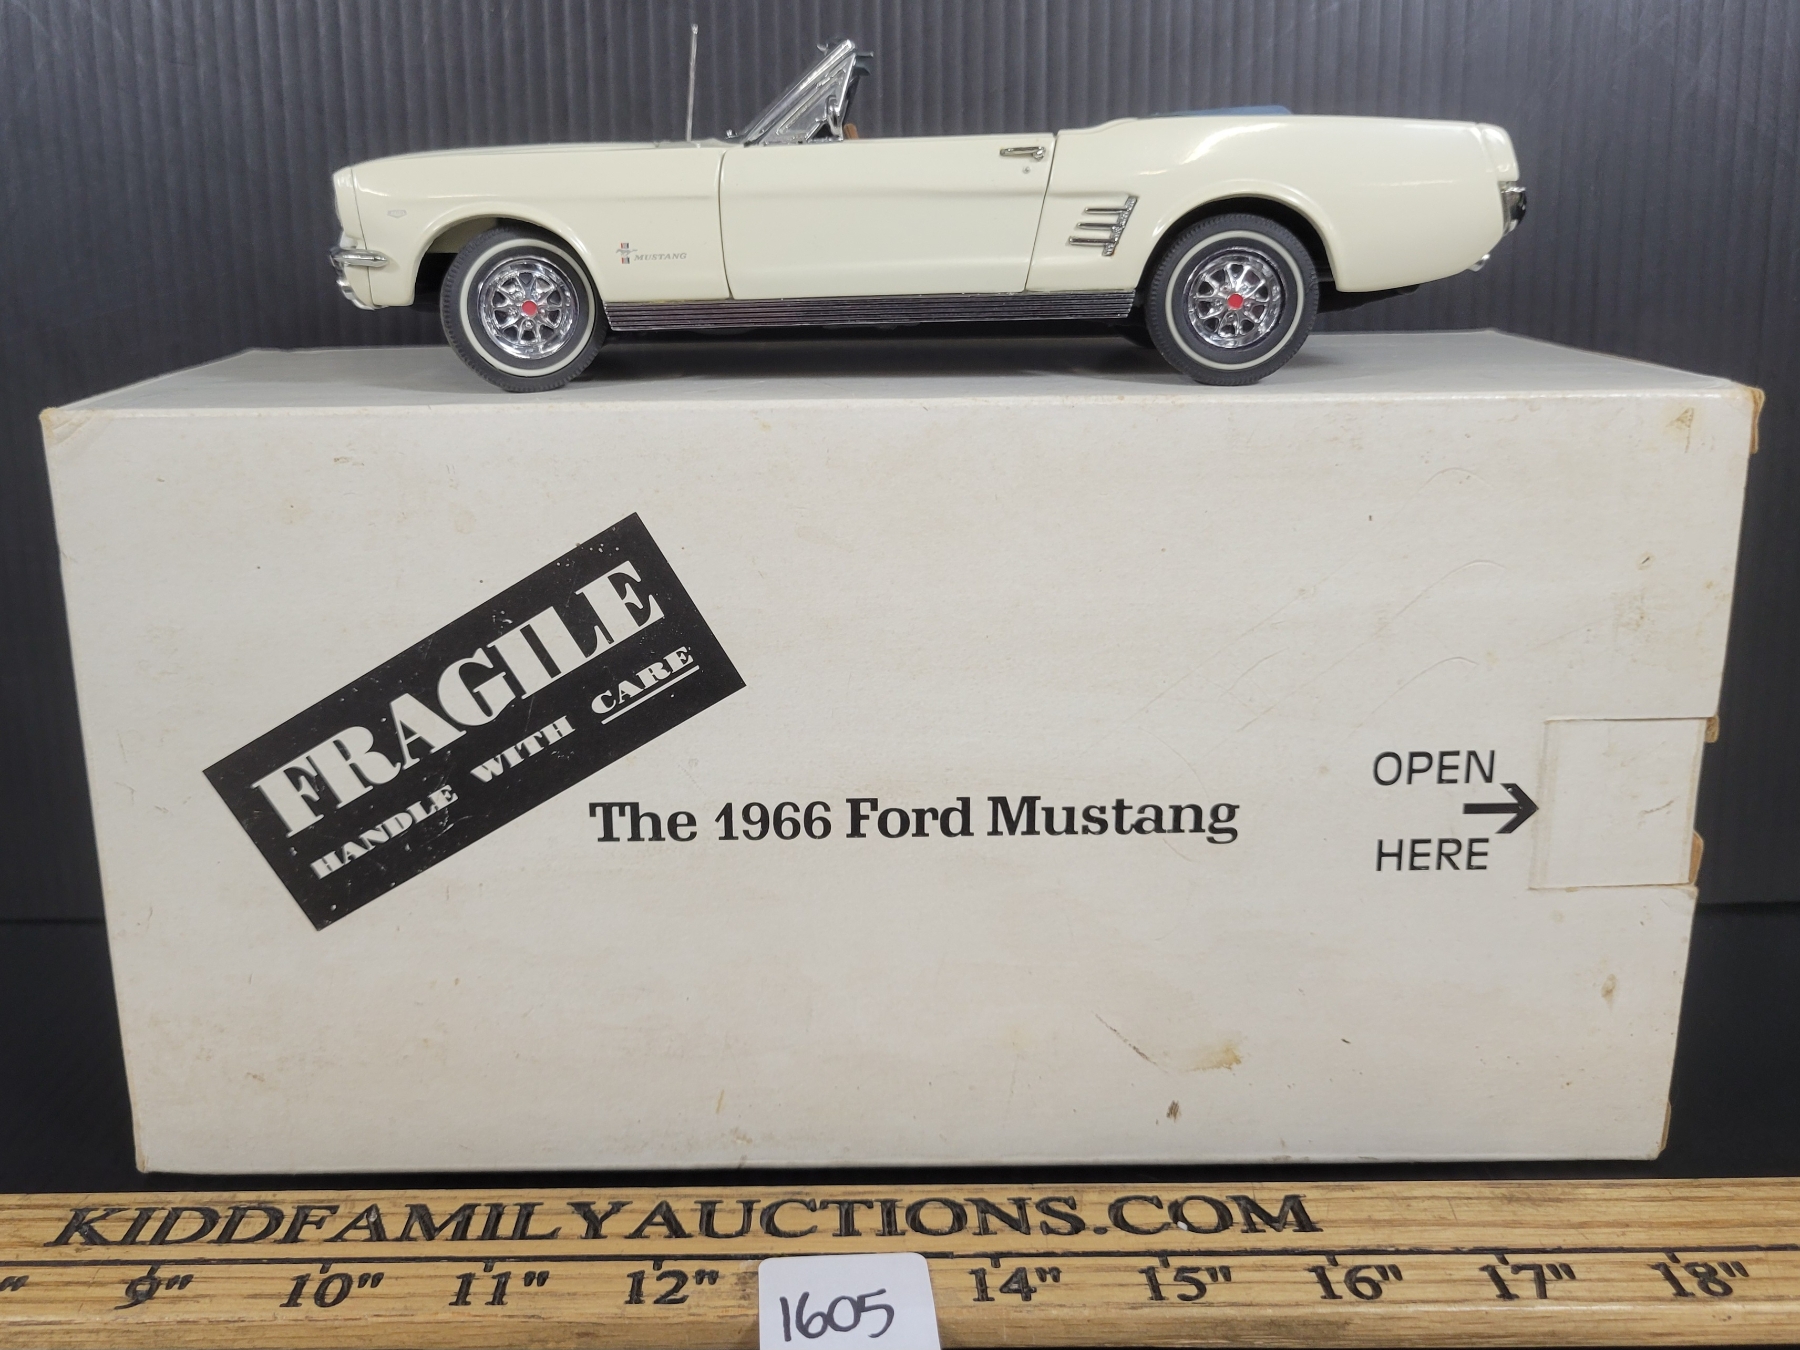 MUSTANG
FRAGILE
HANDLE WITH CARE
The 1966 Ford Mustang
OPEN
HERE
KIDDFAMILYAUCTIONS.COM
" 9" 10" 11" 12" 14" 15" 16" 17" 18"
1605